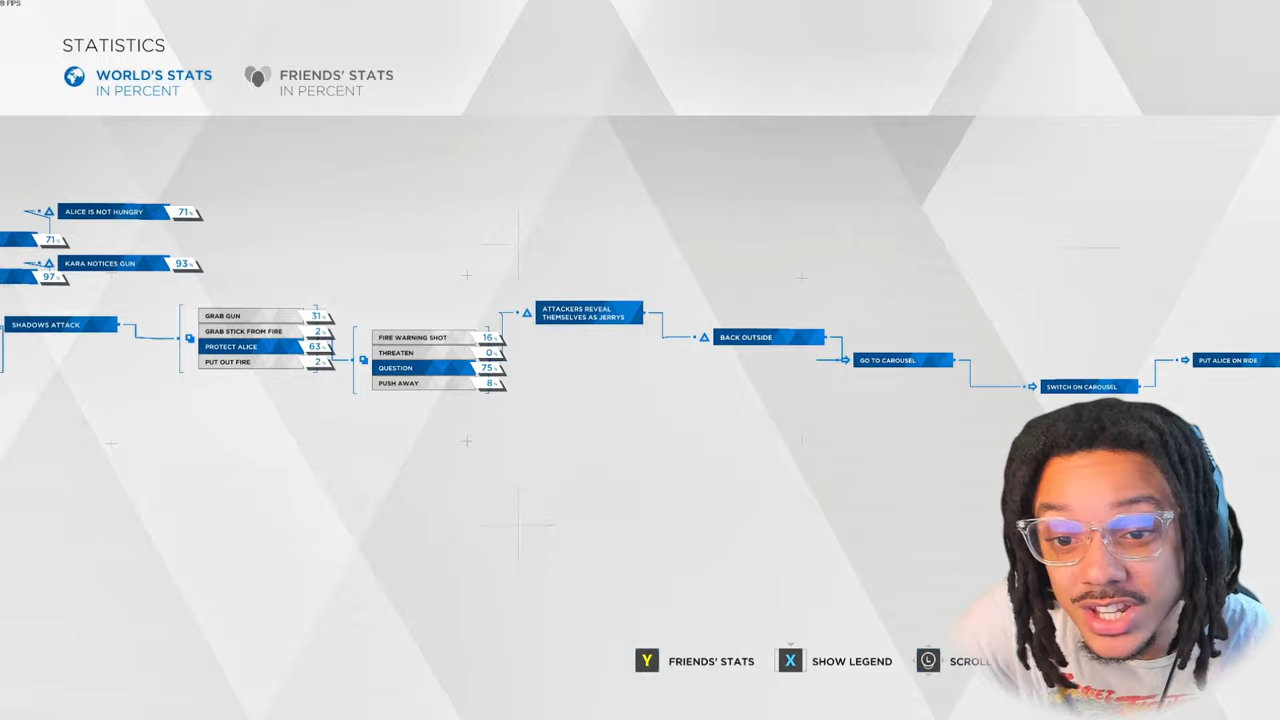 9 FPS
STATISTICS
WORLD'S STATS
IN PERCENT
FRIENDS' STATS
IN PERCENT
ALICE IS NOT HUNGRY 71%
71%
KARA NOTICES GUN 93%
97%
SHADOWS ATTACK
GRAB GUN 31%
GRAB STICK FROM FIRE 2%
PROTECT ALICE 63%
PUT OUT FIRE 2%
FIRE WARNING SHOT 16%
THREATEN 0%
QUESTION 75%
PUSH AWAY 8%
ATTACKERS REVEAL
THEMSELVES AS JERRYS
BACK OUTSIDE
GO TO CAROUSEL
SWITCH ON CAROUSEL
PUT ALICE ON RIDE
Y FRIENDS' STATS
X SHOW LEGEND
L SCROLL